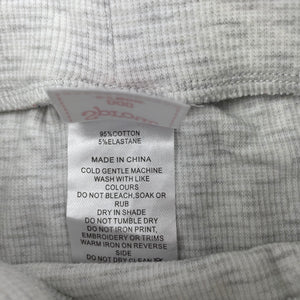 95%COTTON
5%ELASTANE
MADE IN CHINA
COLD GENTLE MACHINE
WASH WITH LIKE
COLOURS
DO NOT BLEACH,SOAK OR
RUB
DRY IN SHADE
DO NOT TUMBLE DRY
DO NOT IRON PRINT,
EMBROIDERY OR TRIMS
WARM IRON ON REVERSE
SIDE
DO NOT DRY CLEAN